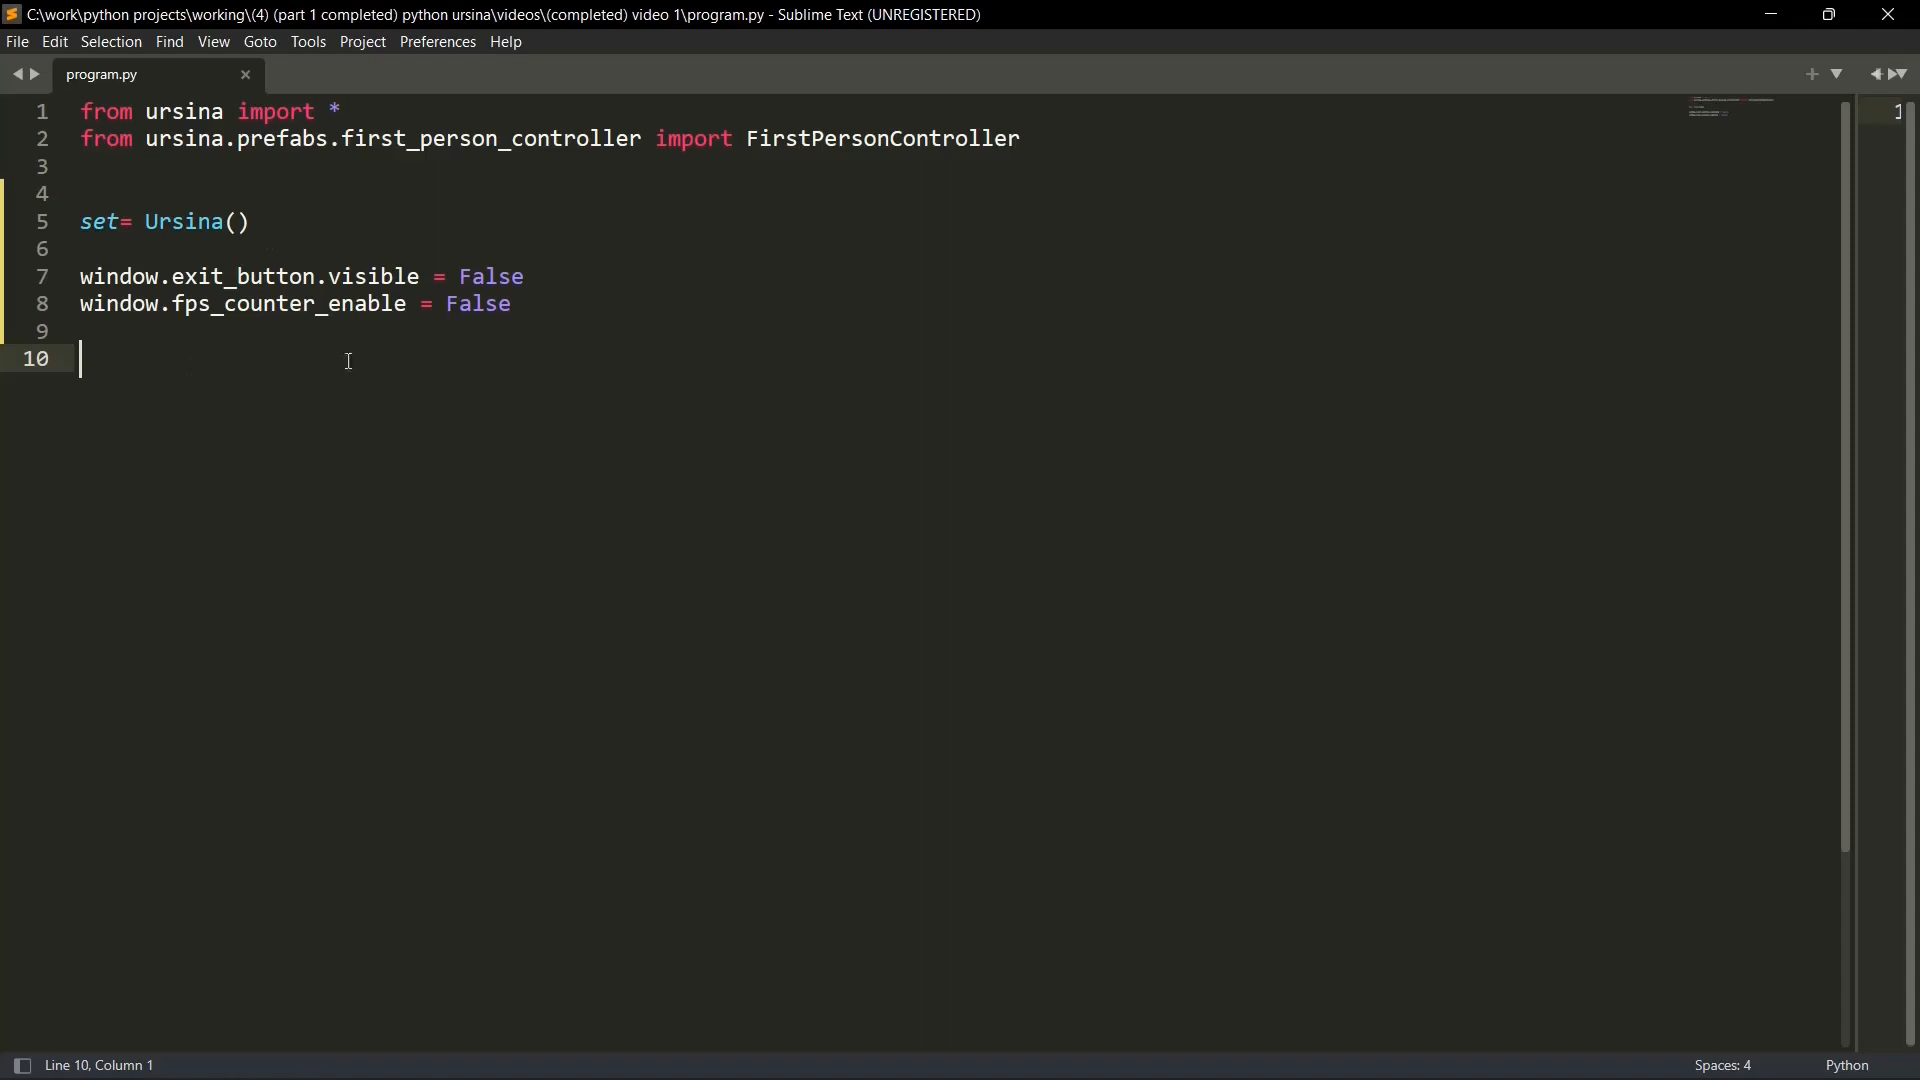 C:\work\python projects\working\(4) (part 1 completed) python ursina\videos\(completed) video 1\program.py - Sublime Text (UNREGISTERED)
File Edit Selection Find View Goto Tools Project Preferences Help
program.py
1 from ursina import *
2 from ursina.prefabs.first_person_controller import FirstPersonController
3
4
5 set= Ursina()
6
7 window.exit_button.visible = False
8 window.fps_counter_enable = False
9
10
1
Line 10, Column 1
Spaces: 4
Python